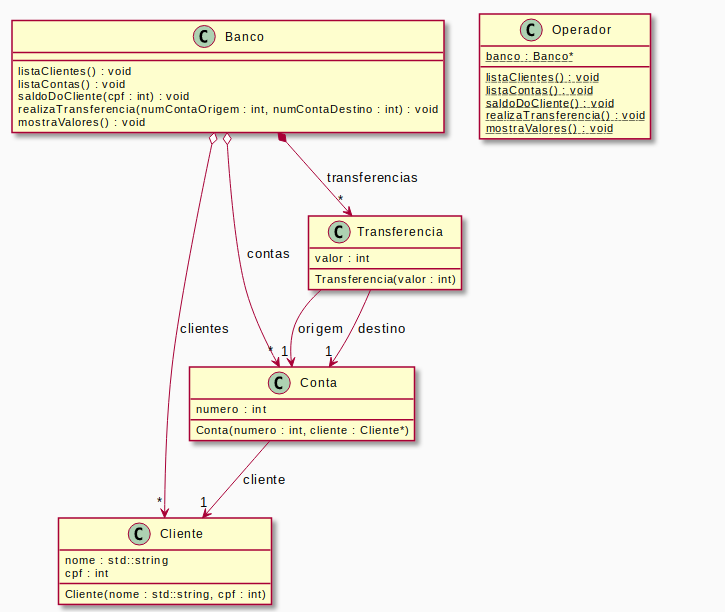 C Banco
listaClientes() : void
listaContas() : void
saldoDoCliente(cpf : int) : void
realizaTransferencia(numContaOrigem : int, numContaDestino : int) : void
mostraValores() : void
C Operador
banco : Banco*
listaClientes() : void
listaContas() : void
saldoDoCliente() : void
realizaTransferencia() : void
mostraValores() : void
transferencias
*
C Transferencia
valor : int
Transferencia(valor : int)
contas
clientes
origem
destino
*
1
1
C Conta
numero : int
Conta(numero : int, cliente : Cliente*)
cliente
*
1
C Cliente
nome : std::string
cpf : int
Cliente(nome : std::string, cpf : int)